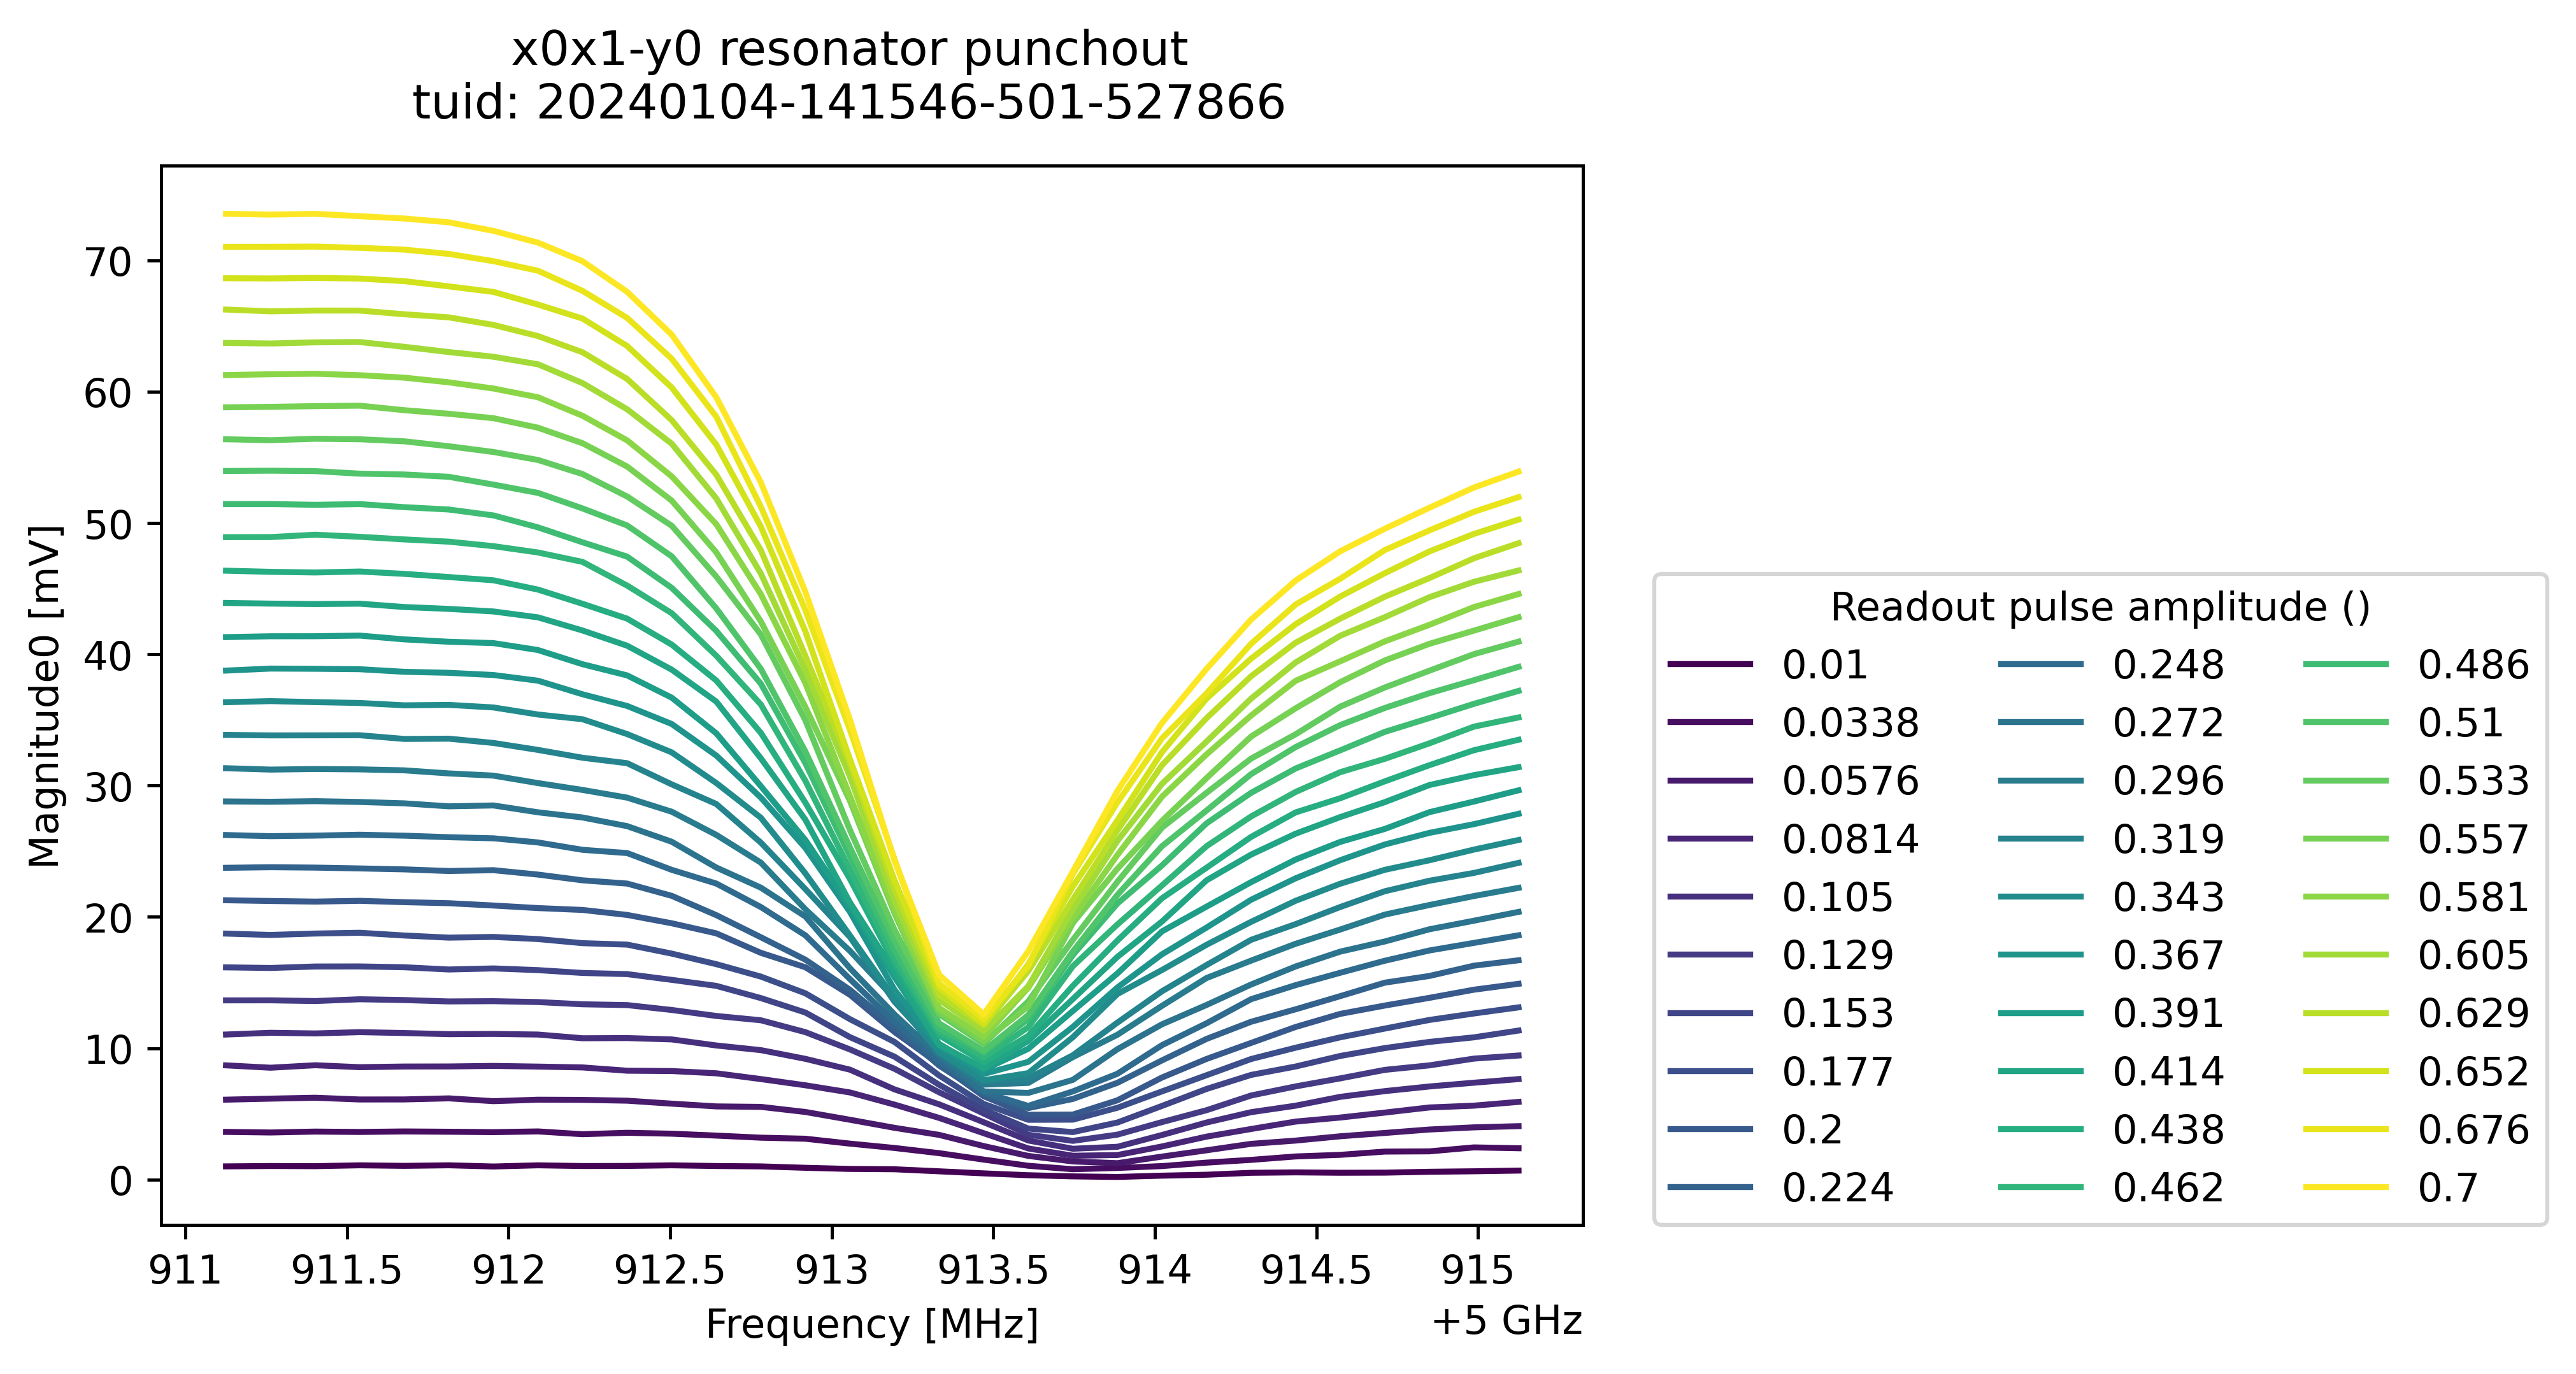 x0x1-y0 resonator punchout
tuid: 20240104-141546-501-527866
Magnitude0 [mV]
70
60
50
40
30
20
10
0
911 911.5 912 912.5 913 913.5 914 914.5 915
Frequency [MHz]
+5 GHz
Readout pulse amplitude ()
0.01 0.248 0.486
0.0338 0.272 0.51
0.0576 0.296 0.533
0.0814 0.319 0.557
0.105 0.343 0.581
0.129 0.367 0.605
0.153 0.391 0.629
0.177 0.414 0.652
0.2 0.438 0.676
0.224 0.462 0.7